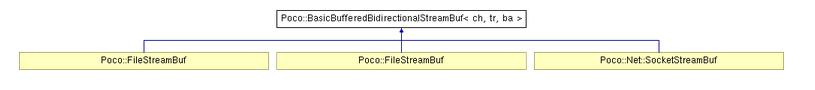 Poco::BasicBufferedBidirectionalStreamBuf< ch, tr, ba >
Poco::FileStreamBuf
Poco::FileStreamBuf
Poco::Net::SocketStreamBuf